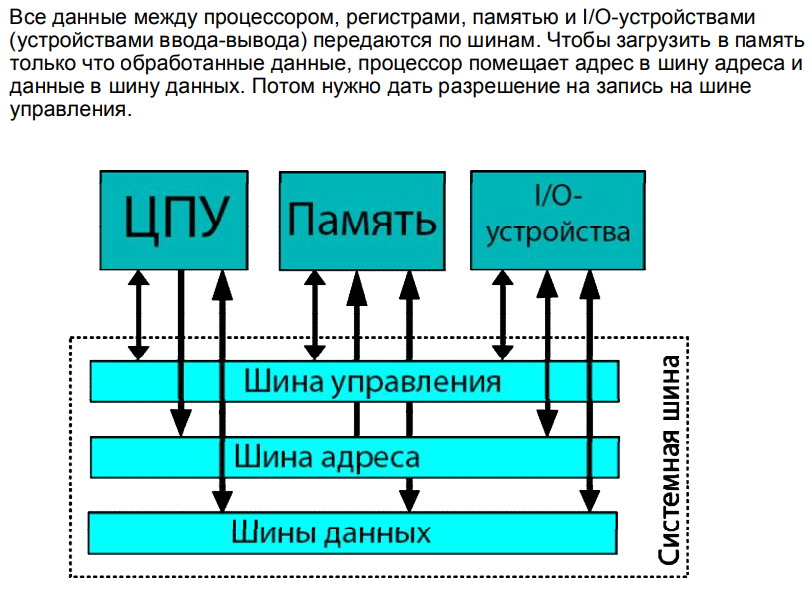 Все данные между процессором, регистрами, памятью и I/O-устройствами
(устройствами ввода-вывода) передаются по шинам. Чтобы загрузить в память
только что обработанные данные, процессор помещает адрес в шину адреса и
данные в шину данных. Потом нужно дать разрешение на запись на шине
управления.
ЦПУ
Память
I/O-
устройства
Шина управления
Шина адреса
Шины данных
Системная шина